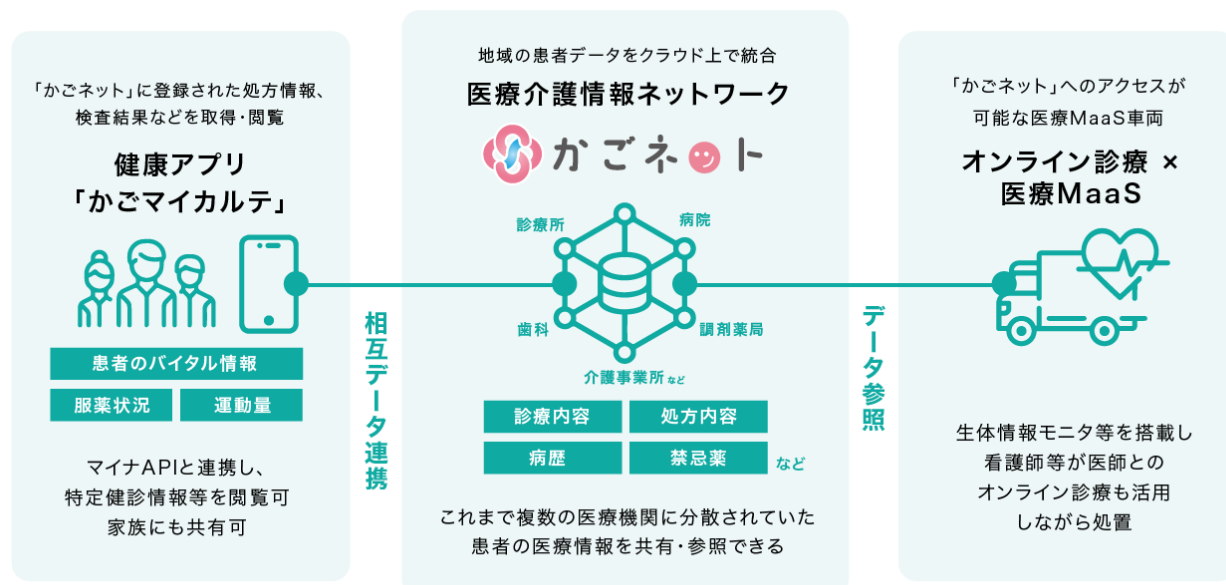 「かごネット」に登録された処方情報、
検査結果などを取得・閲覧
健康アプリ
「かごマイカルテ」
患者のバイタル情報
服薬状況
運動量
マイナAPIと連携し、
特定健診情報等を閲覧可
家族にも共有可
相互データ連携
地域の患者データをクラウド上で統合
医療介護情報ネットワーク
かごネット
診療所
病院
歯科
調剤薬局
介護事業所など
診療内容
処方内容
病歴
禁忌薬
など
これまで複数の医療機関に分散されていた
患者の医療情報を共有・参照できる
データ参照
「かごネット」へのアクセスが
可能な医療MaaS車両
オンライン診療 ×
医療MaaS
生体情報モニタ等を搭載し
看護師等が医師との
オンライン診療も活用
しながら処置